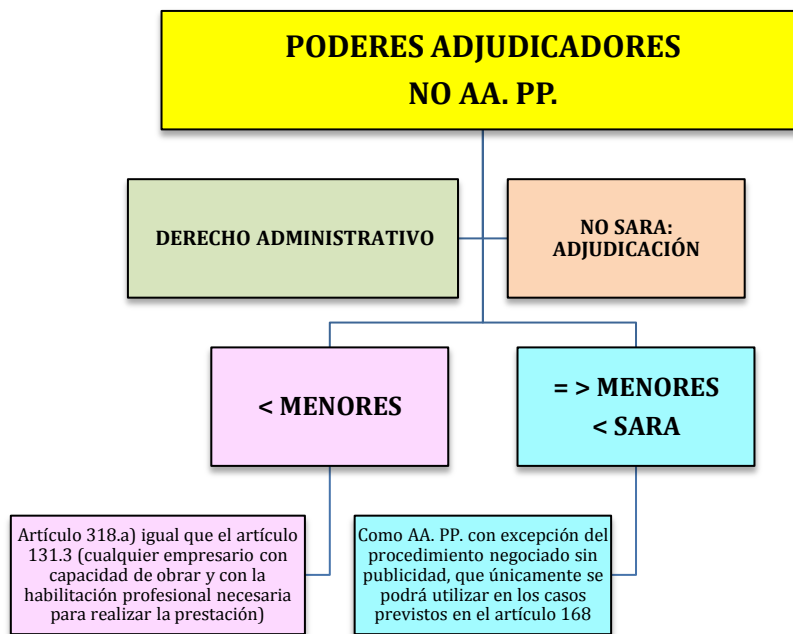 PODERES ADJUDICADORES
NO AA. PP.
DERECHO ADMINISTRATIVO
NO SARA:
ADJUDICACIÓN
< MENORES
= > MENORES
< SARA
Artículo 318.a) igual que el artículo
131.3 (cualquier empresario con
capacidad de obrar y con la
habilitación profesional necesaria
para realizar la prestación)
Como AA. PP. con excepción del
procedimiento negociado sin
publicidad, que únicamente se
podrá utilizar en los casos
previstos en el artículo 168